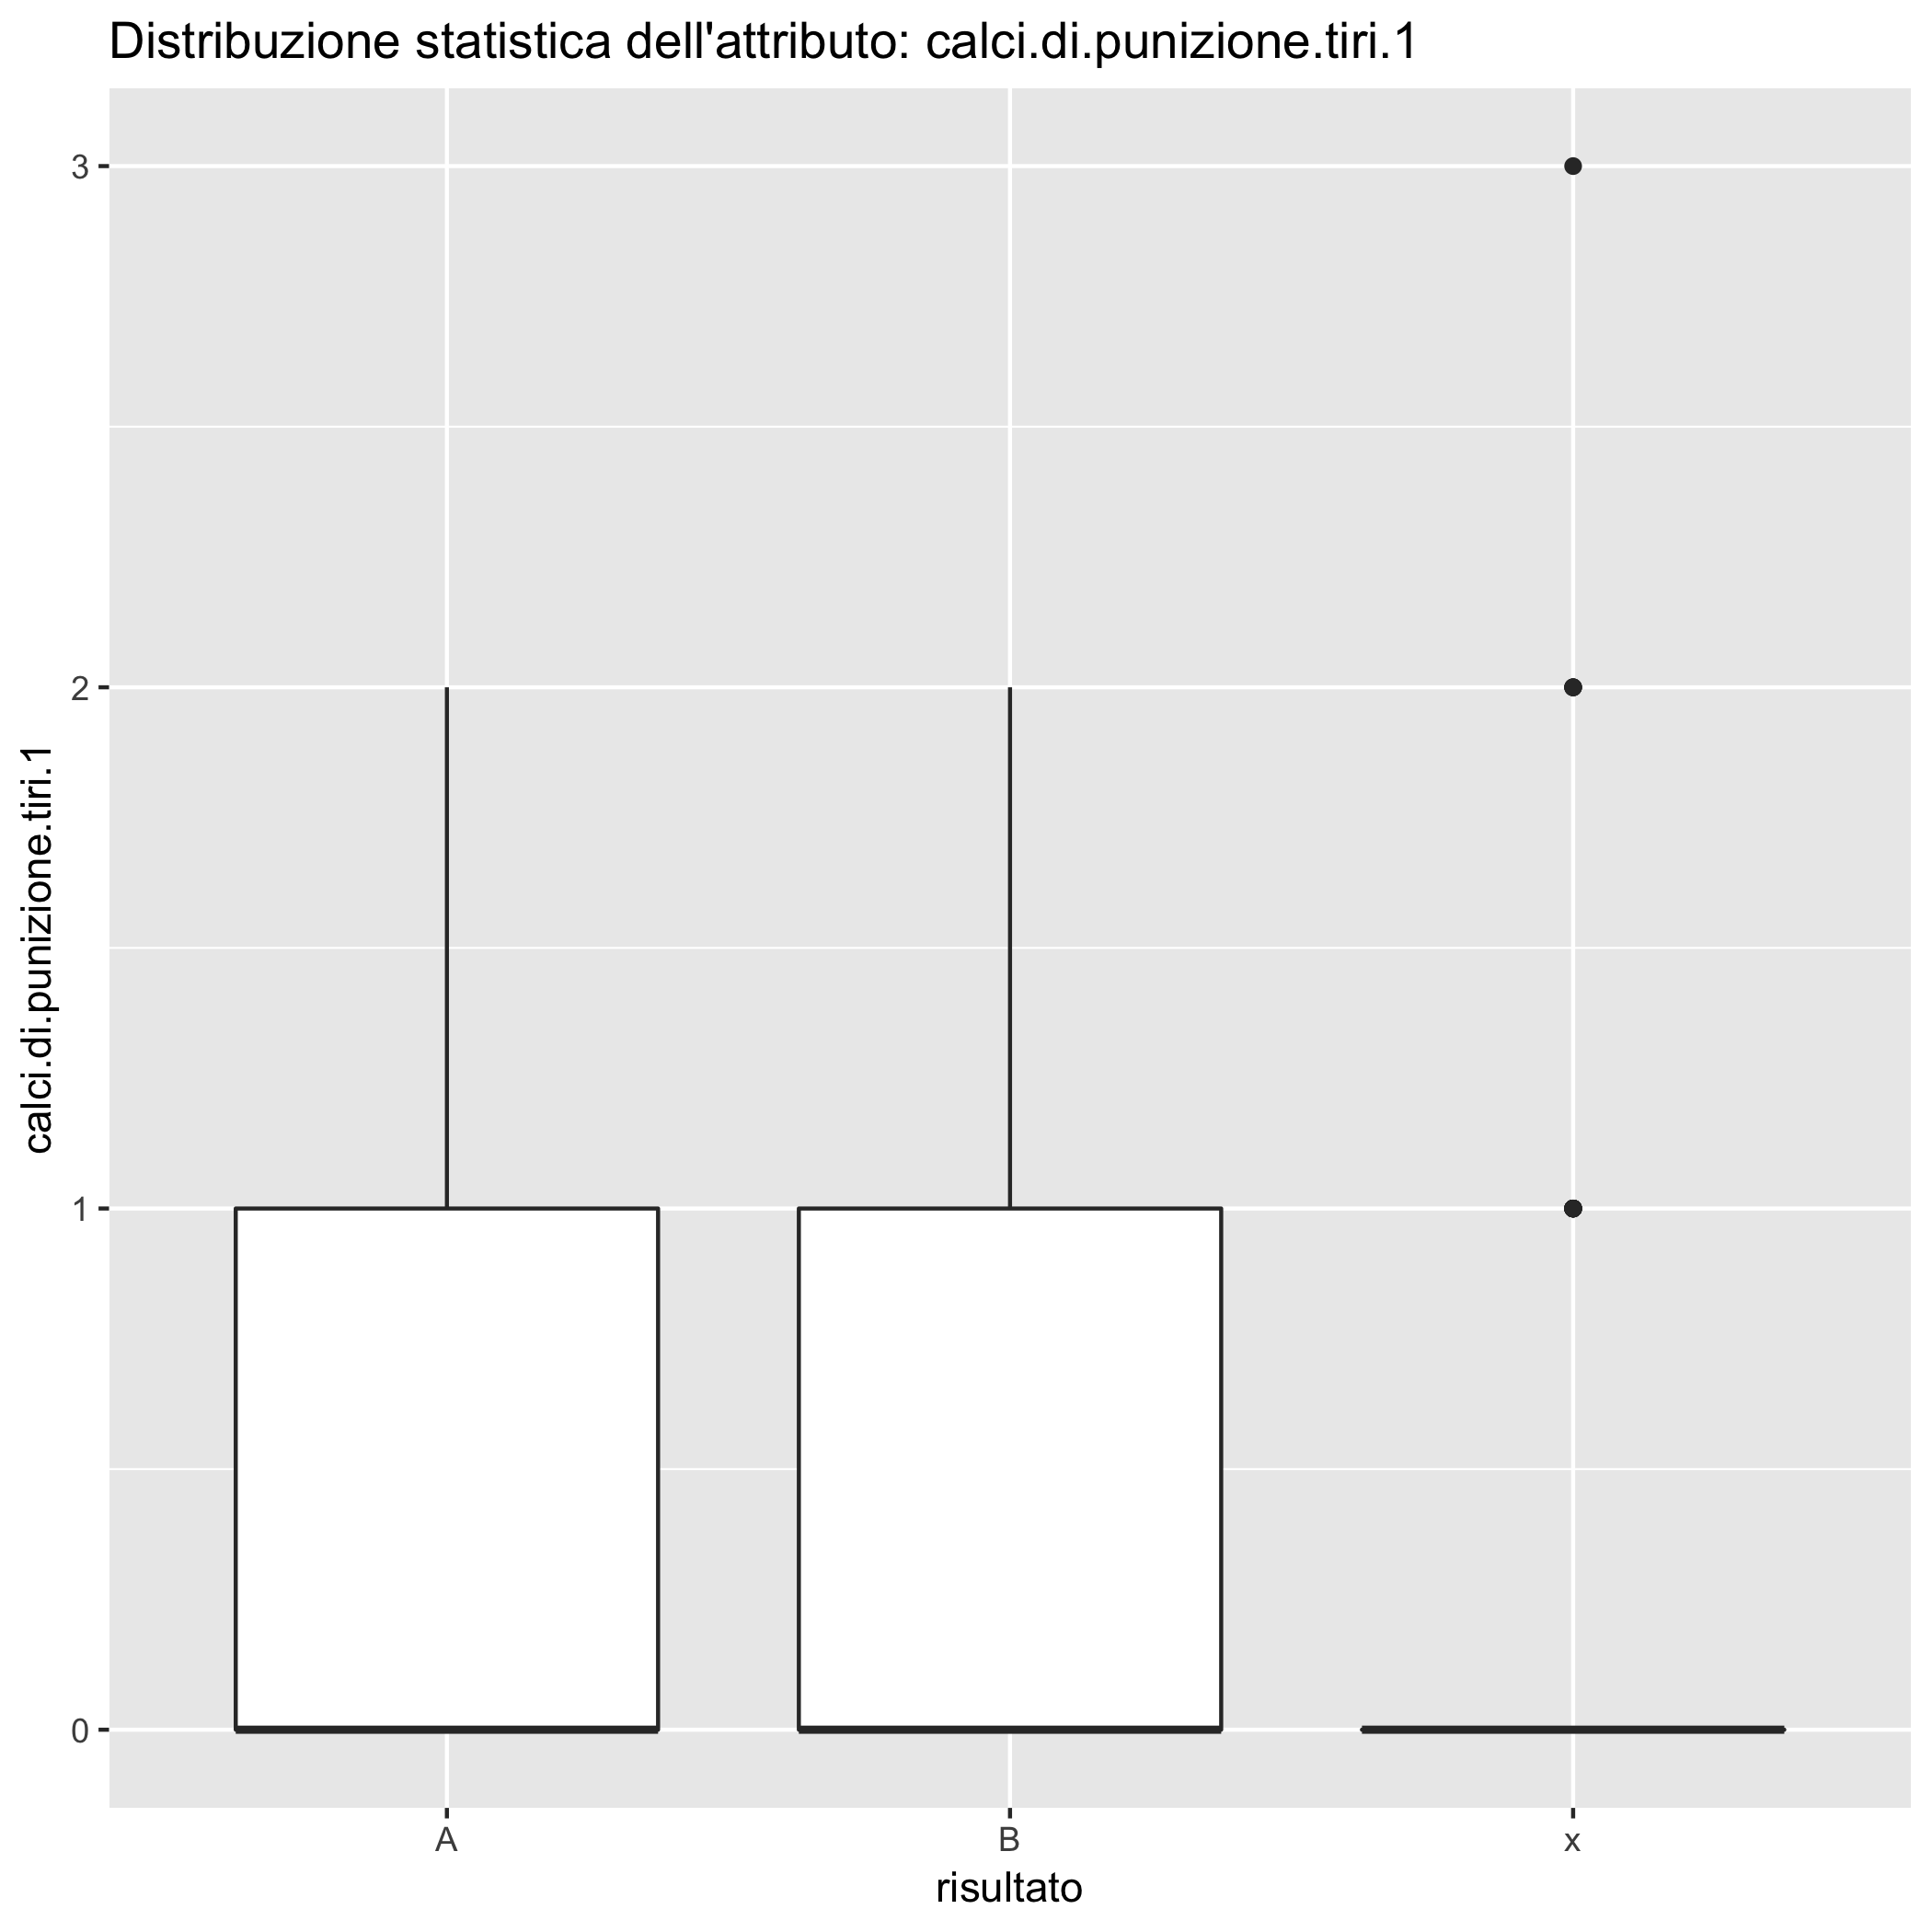 Distribuzione statistica dell'attributo: calci.di.punizione.tiri.1
calci.di.punizione.tiri.1
3
2
1
0
A
B
x
risultato